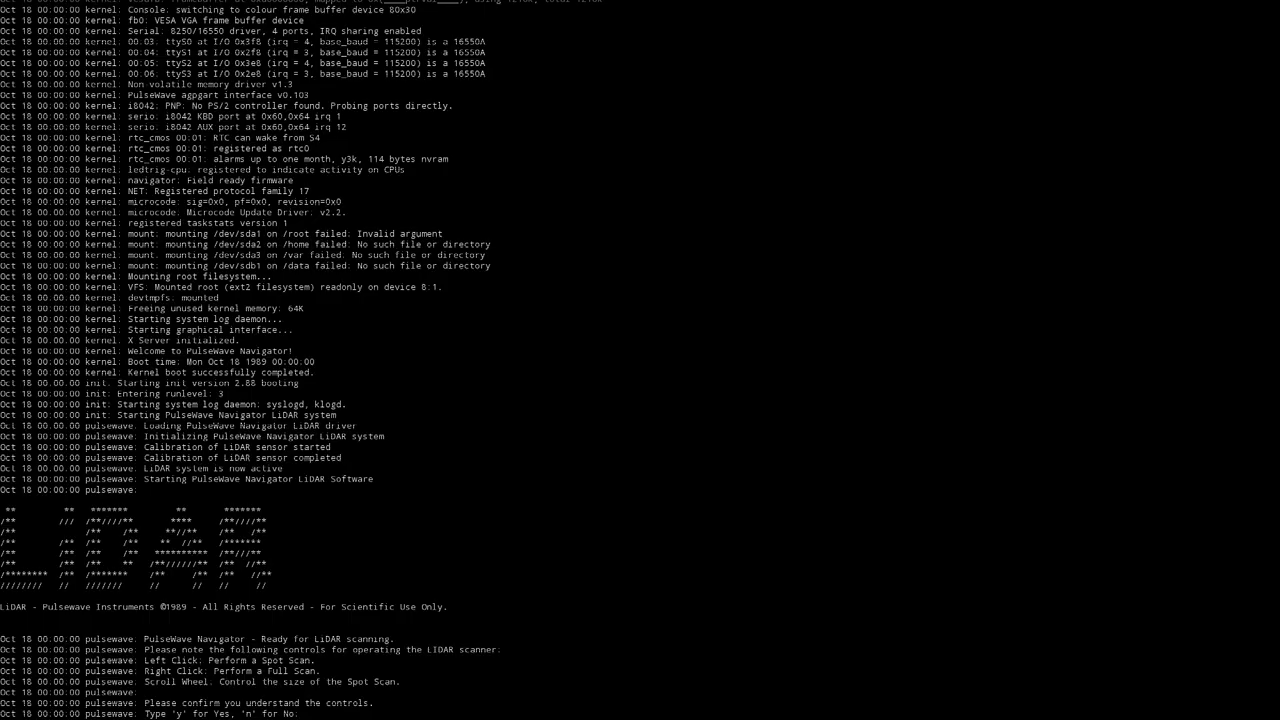 Oct 18 00:00:00 kernel: Console: switching to colour frame buffer device 80x30
Oct 18 00:00:00 kernel: fb0: VESA VGA frame buffer device
Oct 18 00:00:00 kernel: Serial: 8250/16550 driver, 4 ports, IRQ sharing enabled
Oct 18 00:00:00 kernel: 00:03: ttyS0 at I/O 0x3f8 (irq = 4, base_baud = 115200) is a 16550A
Oct 18 00:00:00 kernel: 00:04: ttyS1 at I/O 0x2f8 (irq = 3, base_baud = 115200) is a 16550A
Oct 18 00:00:00 kernel: 00:05: ttyS2 at I/O 0x3e8 (irq = 4, base_baud = 115200) is a 16550A
Oct 18 00:00:00 kernel: 00:06: ttyS3 at I/O 0x2e8 (irq = 3, base_baud = 115200) is a 16550A
Oct 18 00:00:00 kernel: Non-volatile memory driver v1.3
Oct 18 00:00:00 kernel: PulseWave agpgart interface v0.103
Oct 18 00:00:00 kernel: i8042: PNP: No PS/2 controller found. Probing ports directly.
Oct 18 00:00:00 kernel: serio: i8042 KBD port at 0x60,0x64 irq 1
Oct 18 00:00:00 kernel: serio: i8042 AUX port at 0x60,0x64 irq 12
Oct 18 00:00:00 kernel: rtc_cmos 00:01: RTC can wake from S4
Oct 18 00:00:00 kernel: rtc_cmos 00:01: registered as rtc0
Oct 18 00:00:00 kernel: rtc_cmos 00:01: alarms up to one month, y3k, 114 bytes nvram
Oct 18 00:00:00 kernel: ledtrig-cpu: registered to indicate activity on CPUs
Oct 18 00:00:00 kernel: navigator: Field ready firmware
Oct 18 00:00:00 kernel: NET: Registered protocol family 17
Oct 18 00:00:00 kernel: microcode: sig=0x0, pf=0x0, revision=0x0
Oct 18 00:00:00 kernel: microcode: Microcode Update Driver: v2.2.
Oct 18 00:00:00 kernel: registered taskstats version 1
Oct 18 00:00:00 kernel: mount: mounting /dev/sda1 on /root failed: Invalid argument
Oct 18 00:00:00 kernel: mount: mounting /dev/sda2 on /home failed: No such file or directory
Oct 18 00:00:00 kernel: mount: mounting /dev/sda3 on /var failed: No such file or directory
Oct 18 00:00:00 kernel: mount: mounting /dev/sdb1 on /data failed: No such file or directory
Oct 18 00:00:00 kernel: Mounting root filesystem...
Oct 18 00:00:00 kernel: VFS: Mounted root (ext2 filesystem) readonly on device 8:1.
Oct 18 00:00:00 kernel: devtmpfs: mounted
Oct 18 00:00:00 kernel: Freeing unused kernel memory: 64K
Oct 18 00:00:00 kernel: Starting system log daemon...
Oct 18 00:00:00 kernel: Starting graphical interface...
Oct 18 00:00:00 kernel: X Server initialized.
Oct 18 00:00:00 kernel: Welcome to PulseWave Navigator!
Oct 18 00:00:00 kernel: Boot time: Mon Oct 18 1989 00:00:00
Oct 18 00:00:00 kernel: Kernel boot successfully completed.
Oct 18 00:00:00 init: Starting init version 2.88 booting
Oct 18 00:00:00 init: Entering runlevel: 3
Oct 18 00:00:00 init: Starting system log daemon: syslogd, klogd.
Oct 18 00:00:00 init: Starting PulseWave Navigator LiDAR system
Oct 18 00:00:00 pulsewave: Loading PulseWave Navigator LiDAR driver
Oct 18 00:00:00 pulsewave: Initializing PulseWave Navigator LiDAR system
Oct 18 00:00:00 pulsewave: Calibration of LiDAR sensor started
Oct 18 00:00:00 pulsewave: Calibration of LiDAR sensor completed
Oct 18 00:00:00 pulsewave: LiDAR system is now active
Oct 18 00:00:00 pulsewave: Starting PulseWave Navigator LiDAR Software
Oct 18 00:00:00 pulsewave:
LiDAR
LiDAR - Pulsewave Instruments ©1989 - All Rights Reserved - For Scientific Use Only.
Oct 18 00:00:00 pulsewave: PulseWave Navigator - Ready for LiDAR scanning.
Oct 18 00:00:00 pulsewave: Please note the following controls for operating the LIDAR scanner:
Oct 18 00:00:00 pulsewave: Left Click: Perform a Spot Scan.
Oct 18 00:00:00 pulsewave: Right Click: Perform a Full Scan.
Oct 18 00:00:00 pulsewave: Scroll Wheel: Control the size of the Spot Scan.
Oct 18 00:00:00 pulsewave:
Oct 18 00:00:00 pulsewave: Please confirm you understand the controls.
Oct 18 00:00:00 pulsewave: Type 'y' for Yes, 'n' for No: